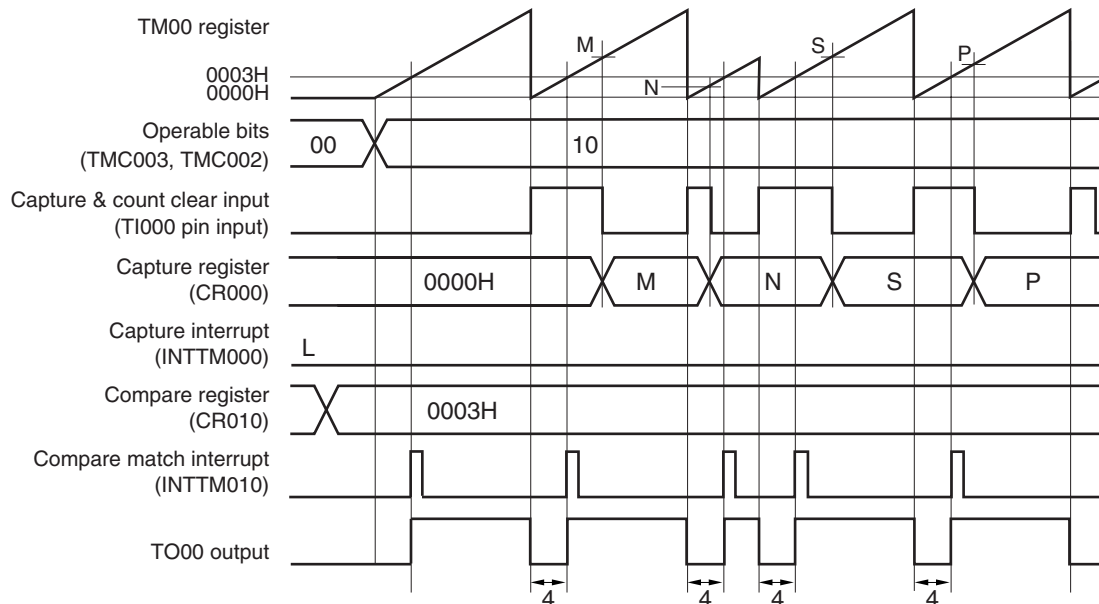 TM00 register
M
S
P
0003H
0000H
N
Operable bits
(TMC003, TMC002)
00
10
Capture & count clear input
(TI000 pin input)
Capture register
(CR000)
0000H
M
N
S
P
Capture interrupt
(INTTM000)
L
Compare register
(CR010)
0003H
Compare match interrupt
(INTTM010)
TO00 output
4
4
4
4